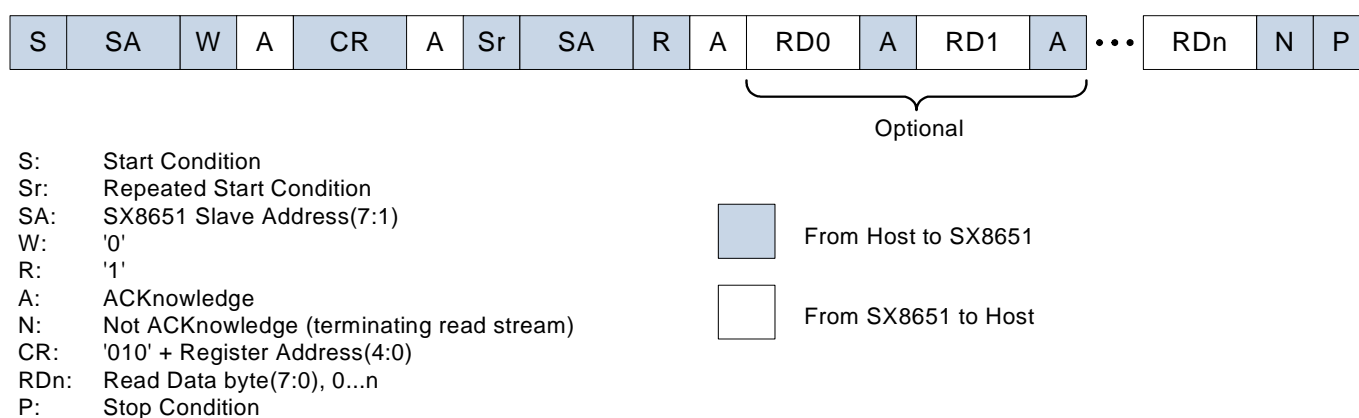 S SA W A CR A Sr SA R A RD0 A RD1 A ••• RDn N P
Optional
S: Start Condition
Sr: Repeated Start Condition
SA: SX8651 Slave Address(7:1)
W: '0'
R: '1'
A: ACKnowledge
N: Not ACKnowledge (terminating read stream)
CR: '010' + Register Address(4:0)
RDn: Read Data byte(7:0), 0...n
P: Stop Condition
From Host to SX8651
From SX8651 to Host